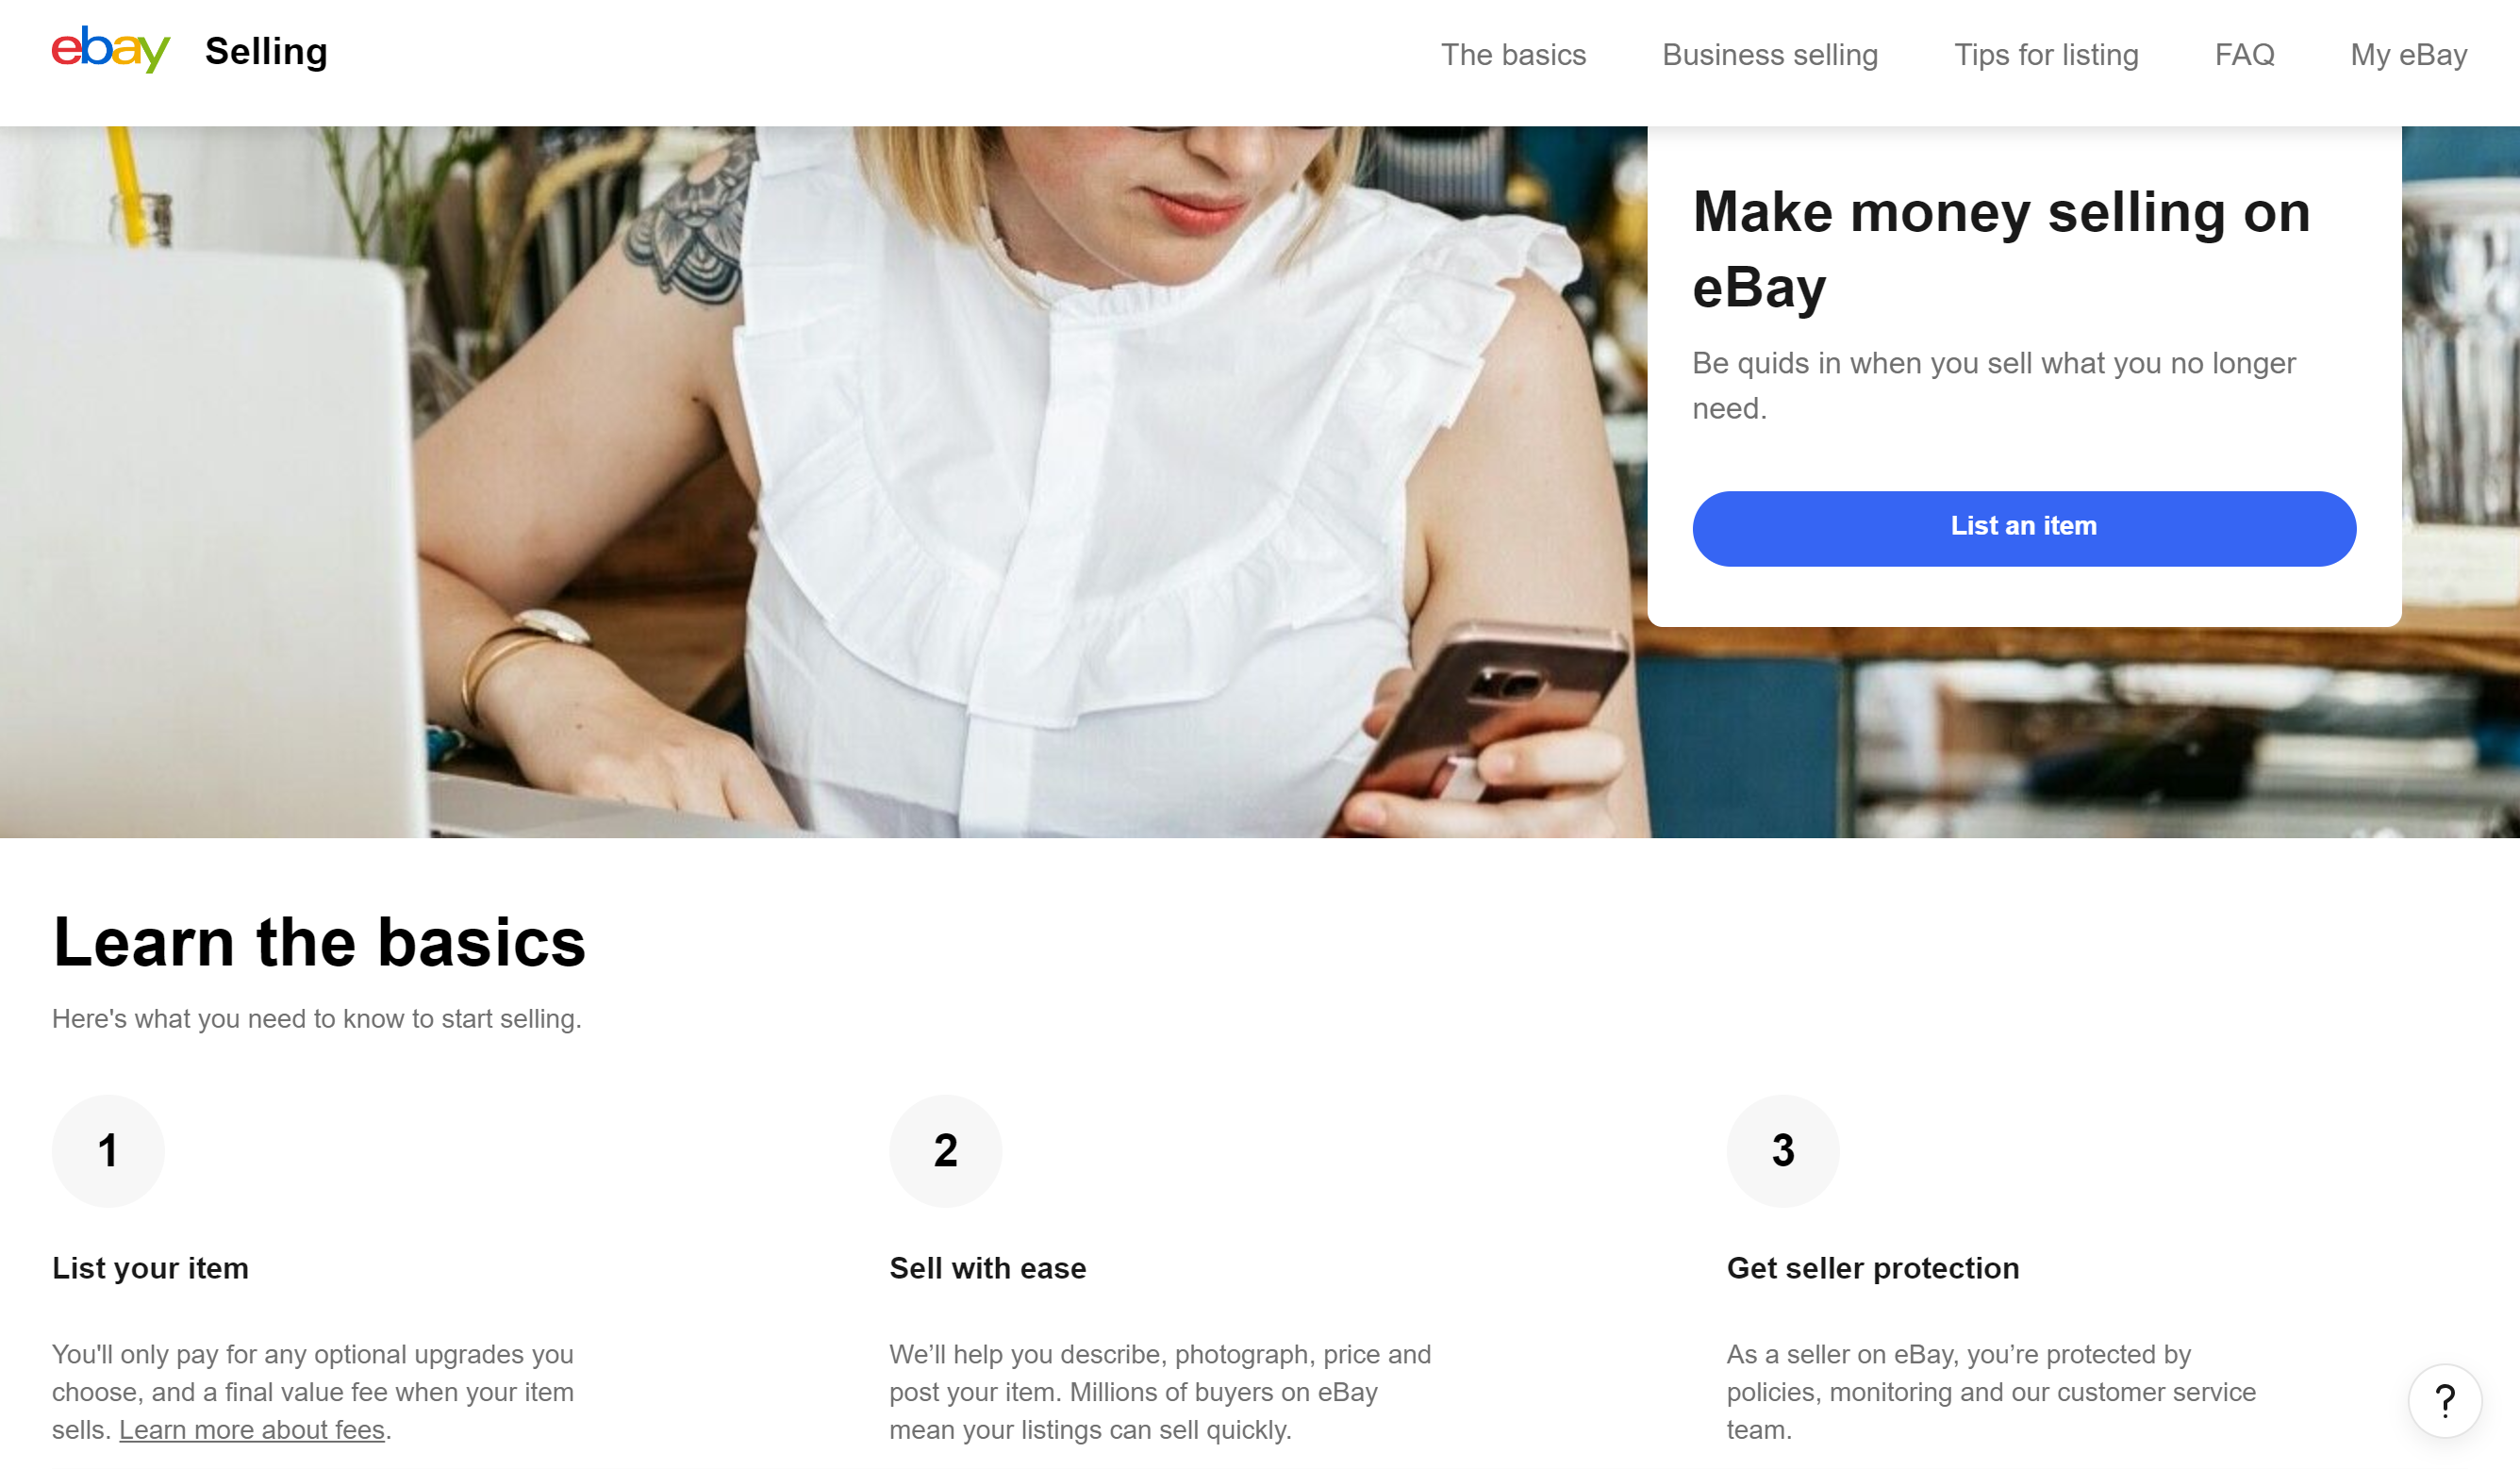 ebay Selling The basics Business selling Tips for listing FAQ My eBay
Make money selling on
eBay
Be quids in when you sell what you no longer
need.
List an item
Learn the basics
Here's what you need to know to start selling.
1
List your item
You'll only pay for any optional upgrades you
choose, and a final value fee when your item
sells. Learn more about fees.
2
Sell with ease
We’ll help you describe, photograph, price and
post your item. Millions of buyers on eBay
mean your listings can sell quickly.
3
Get seller protection
As a seller on eBay, you’re protected by
policies, monitoring and our customer service
team.
?